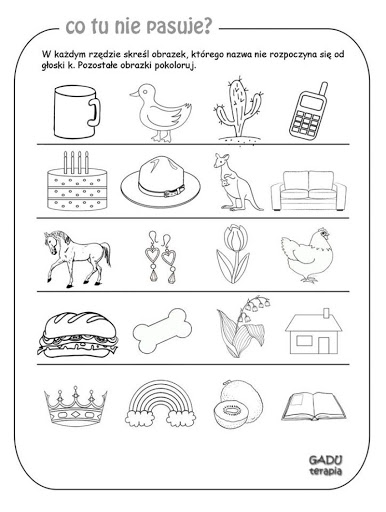 co tu nie pasuje?
W każdym rzędzie skreśl obrazek, którego nazwa nie rozpoczyna się od
głoski k. Pozostałe obrazki pokoloruj.
GADU
terapia